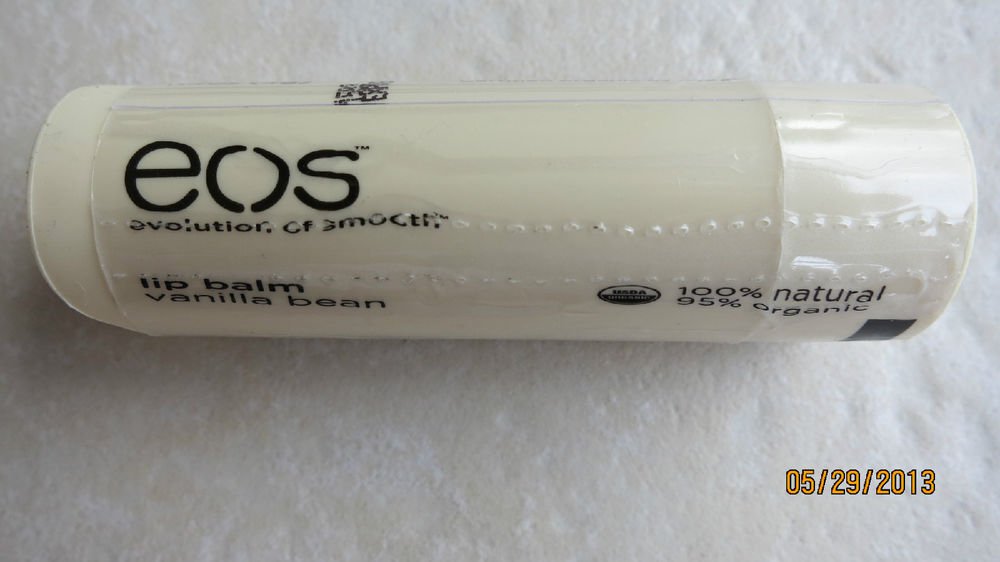 eos™
evolution of smooth™
lip balm
vanilla bean
USDA
ORGANIC
100% natural
95% organic
05/29/2013